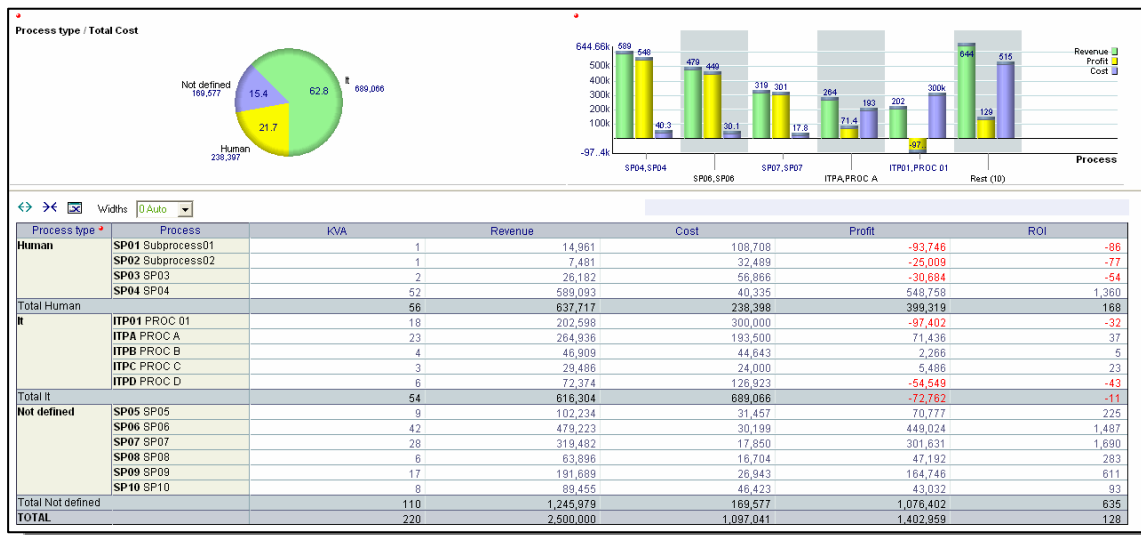 Process type / Total Cost
Not defined
169,577
15.4
62.8
It
689,066
21.7
Human
238,397
644.66k
500k
400k
300k
200k
100k
-97..4k
589 548 40.3
479 449 30.1
319 301 17.8
264 71.4 193
202 -97.. 300k
644 129 515
Revenue
Profit
Cost
Process
SP04,SP04 SP06,SP06 SP07,SP07 ITPA,PROC A ITP01,PROC 01 Rest (10)
Widths 0 Auto
Process type Process KVA Revenue Cost Profit ROI
Human SP01 Subprocess01 1 14,961 108,708 -93,746 -86
SP02 Subprocess02 1 7,481 32,489 -25,009 -77
SP03 SP03 2 26,182 56,866 -30,684 -54
SP04 SP04 52 589,093 40,335 548,758 1,360
Total Human 56 637,717 238,398 399,319 168
It ITP01 PROC 01 18 202,598 300,000 -97,402 -32
ITPA PROC A 23 264,936 193,500 71,436 37
ITPB PROC B 4 46,909 44,643 2,266 5
ITPC PROC C 3 29,486 24,000 5,486 23
ITPD PROC D 6 72,374 126,923 -54,549 -43
Total It 54 616,304 689,066 -72,762 -11
Not defined SP05 SP05 9 102,234 31,457 70,777 225
SP06 SP06 42 479,223 30,199 449,024 1,487
SP07 SP07 28 319,482 17,850 301,631 1,690
SP08 SP08 6 63,896 16,704 47,192 283
SP09 SP09 17 191,689 26,943 164,746 611
SP10 SP10 8 89,455 46,423 43,032 93
Total Not defined 110 1,245,979 169,577 1,076,402 635
TOTAL 220 2,500,000 1,097,041 1,402,959 128